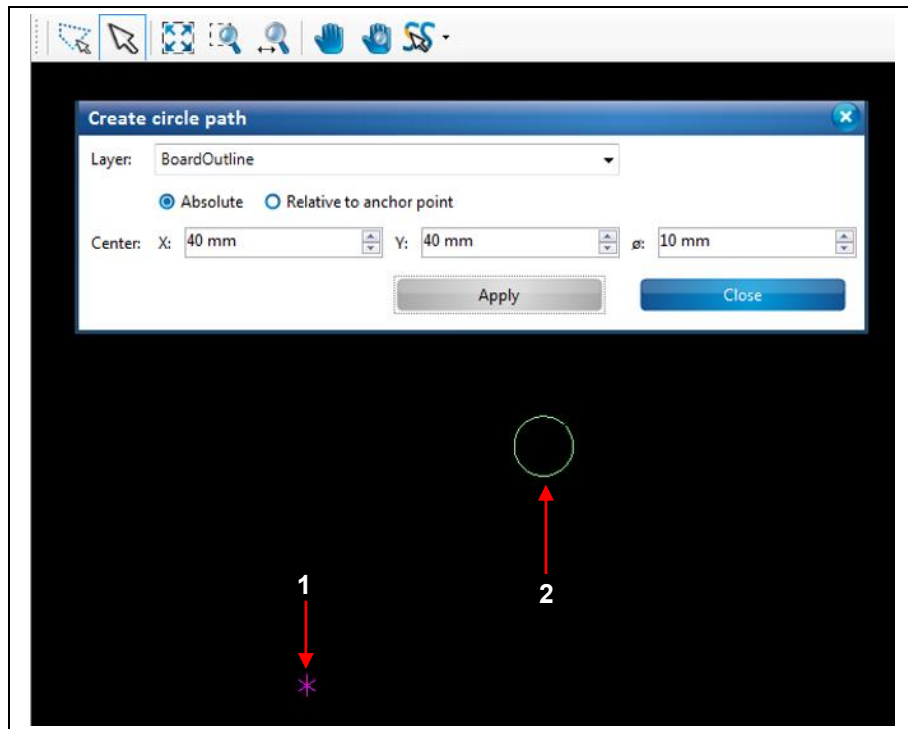 SS
Create circle path
Layer: BoardOutline
Absolute Relative to anchor point
Center: X: 40 mm Y: 40 mm ø: 10 mm
Apply Close
1
2